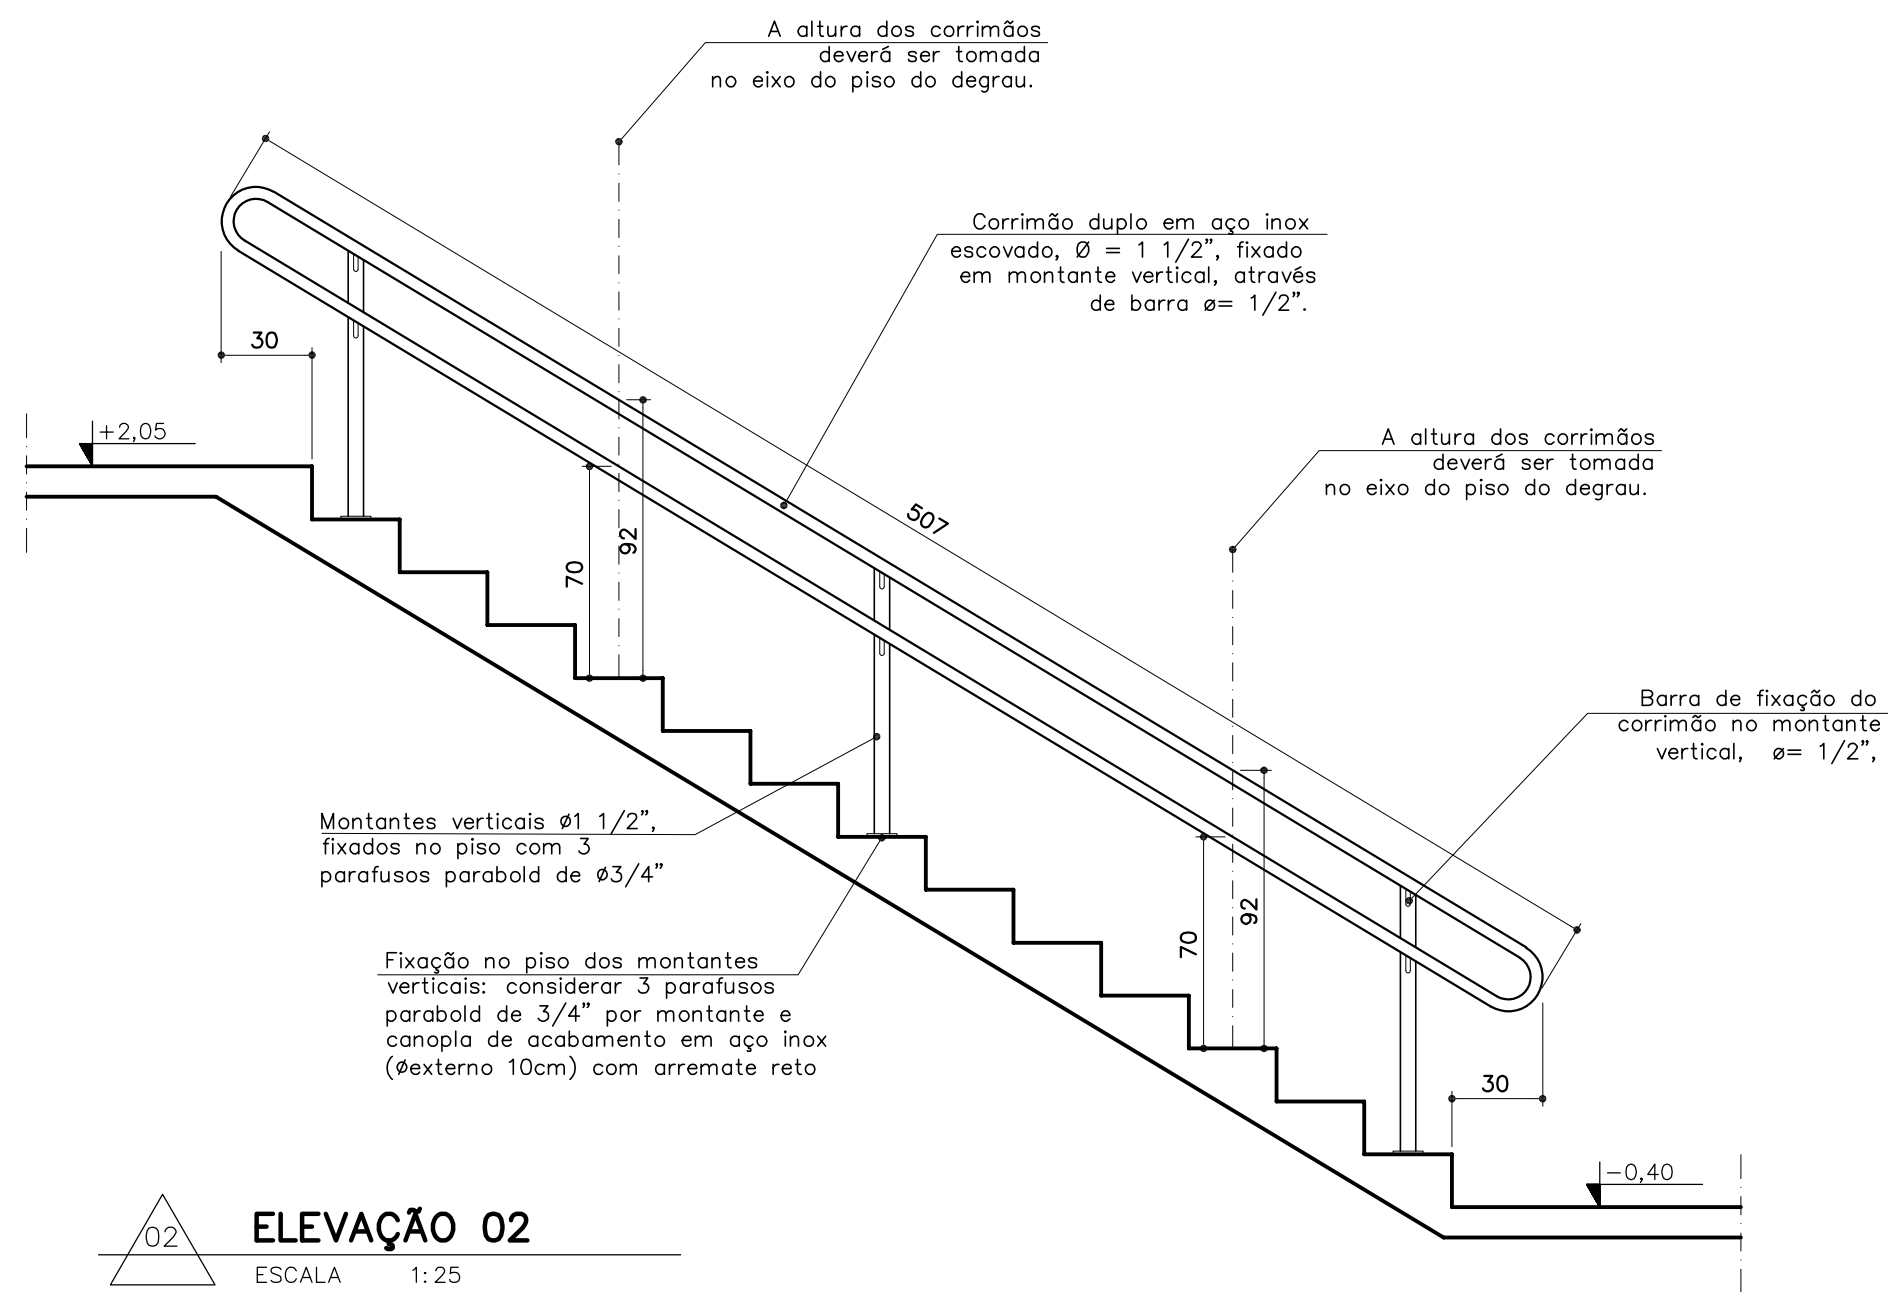 A altura dos corrimãos
deverá ser tomada
no eixo do piso do degrau.
Corrimão duplo em aço inox
escovado, Ø = 1 1/2", fixado
em montante vertical, através
de barra ø= 1/2".
30
+2,05
A altura dos corrimãos
deverá ser tomada
no eixo do piso do degrau.
507
92
70
Barra de fixação do
corrimão no montante
vertical, ø= 1/2",
Montantes verticais Ø1 1/2",
fixados no piso com 3
parafusos parabold de Ø3/4"
92
70
Fixação no piso dos montantes
verticais: considerar 3 parafusos
parabold de 3/4" por montante e
canopla de acabamento em aço inox
(Øexterno 10cm) com arremate reto
30
-0,40
02
ELEVAÇÃO 02
ESCALA 1:25